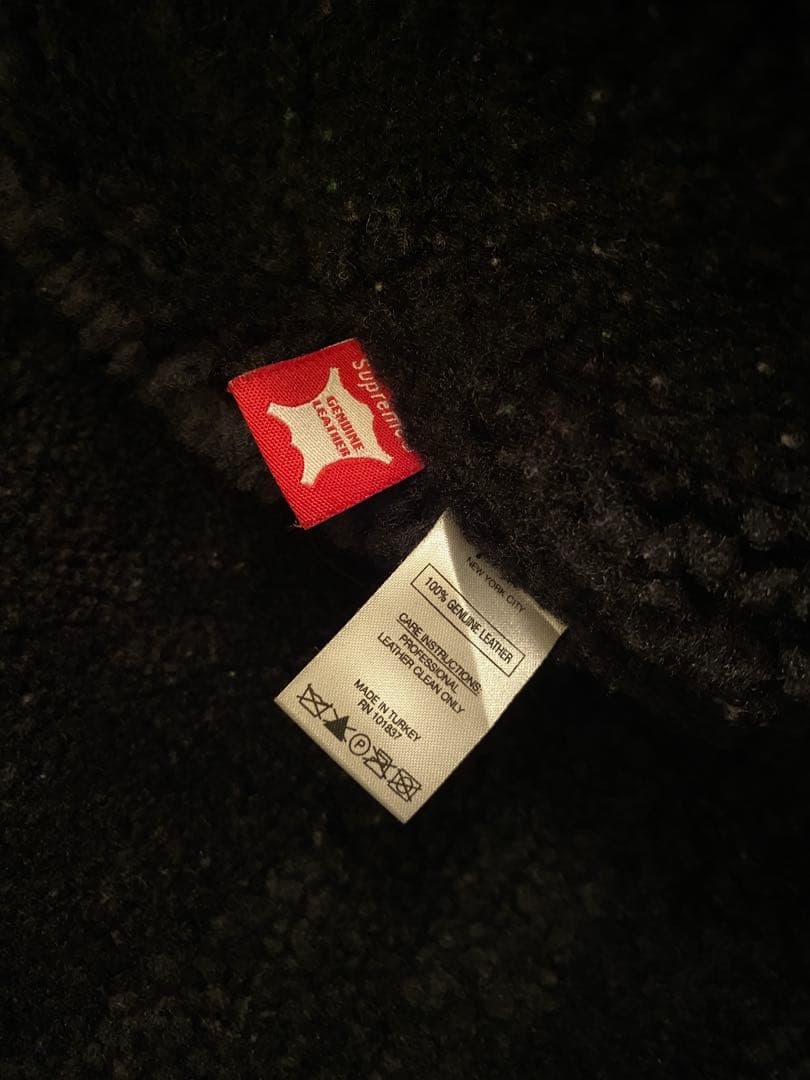 Supreme
GENUINE
LEATHER
NEW YORK CITY
100% GENUINE LEATHER
CARE INSTRUCTIONS:
PROFESSIONAL
LEATHER CLEAN ONLY
MADE IN TURKEY
RN 101837
P